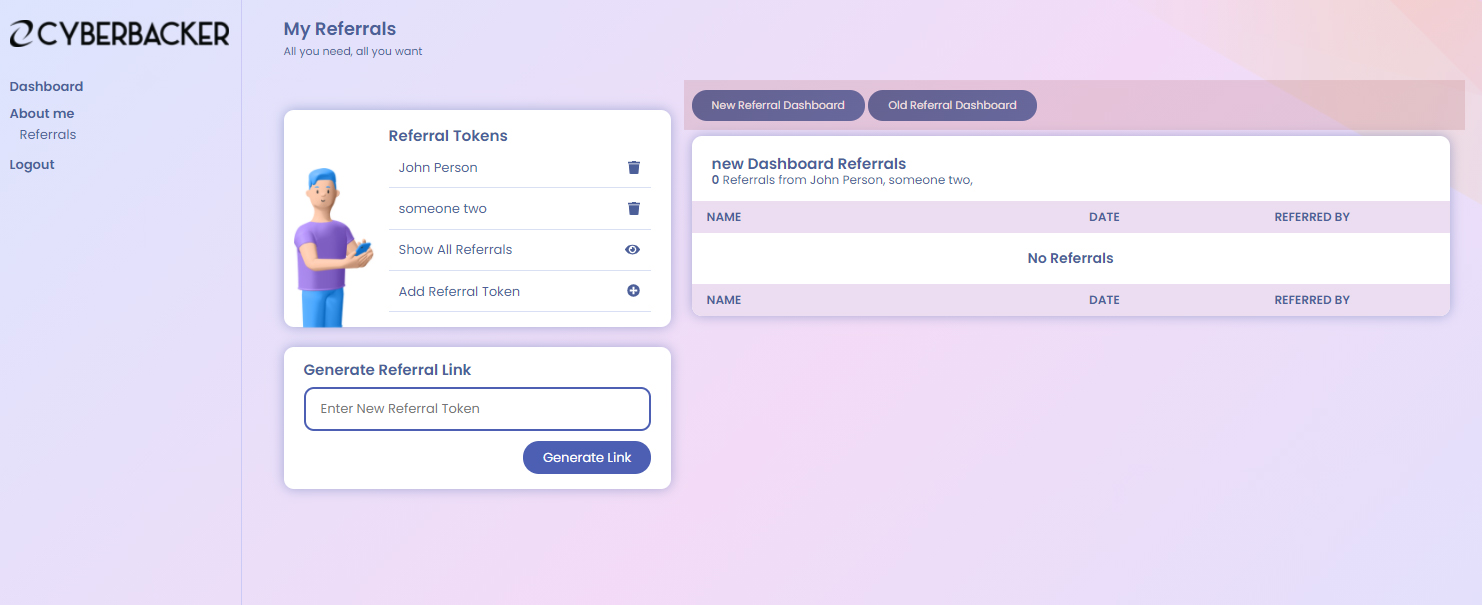 CYBERBACKER
Dashboard
About me
Referrals
Logout
My Referrals
All you need, all you want
Referral Tokens
John Person
someone two
Show All Referrals
Add Referral Token
Generate Referral Link
Enter New Referral Token
Generate Link
New Referral Dashboard Old Referral Dashboard
new Dashboard Referrals
0 Referrals from John Person, someone two,
NAME DATE REFERRED BY
No Referrals
NAME DATE REFERRED BY